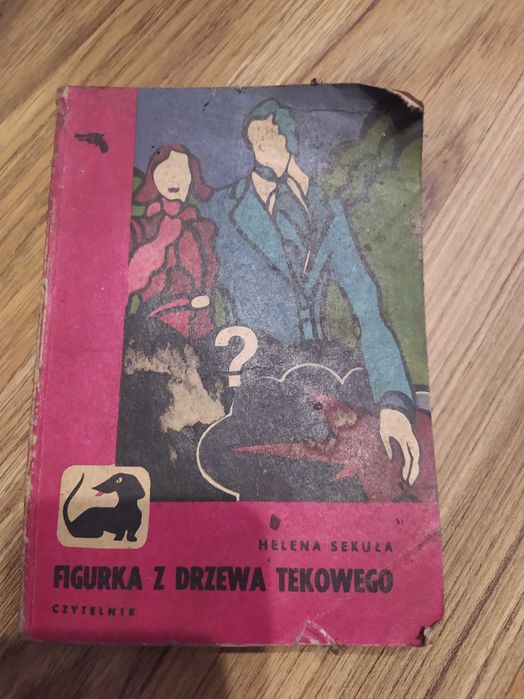 ?
HELENA SEKUŁA
FIGURKA Z DRZEWA TEKOWEGO
CZYTELNIK